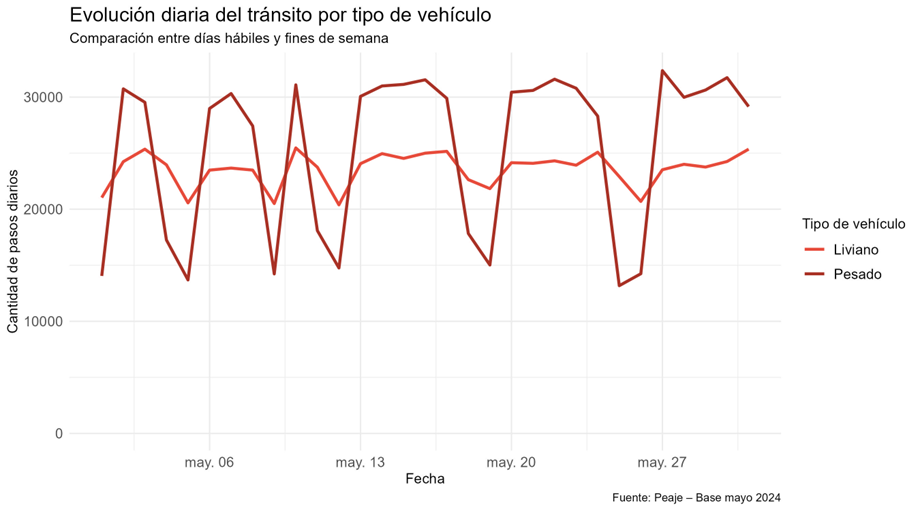 Evolución diaria del tránsito por tipo de vehículo
Comparación entre días hábiles y fines de semana
Cantidad de pasos diarios
30000
20000
10000
0
may. 06
may. 13
may. 20
may. 27
Fecha
Tipo de vehículo
Liviano
Pesado
Fuente: Peaje – Base mayo 2024